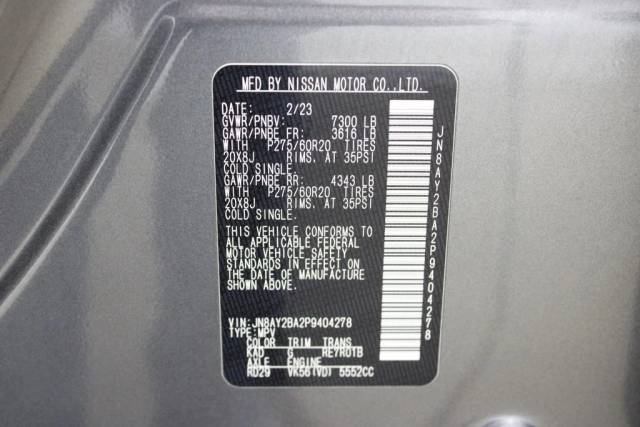 MFD BY NISSAN MOTOR CO.,LTD.
DATE: 2/23
GVWR/PNBV: 7300 LB
GAWR/PNBE FR: 3616 LB
WITH P275/60R20 TIRES
20X8J RIMS. AT 35PSI
COLD SINGLE.
GAWR/PNBE RR: 4343 LB
WITH P275/60R20 TIRES
20X8J RIMS. AT 35PSI
COLD SINGLE.
THIS VEHICLE CONFORMS TO
ALL APPLICABLE FEDERAL
MOTOR VEHICLE SAFETY
STANDARDS IN EFFECT ON
THE DATE OF MANUFACTURE
SHOWN ABOVE.
VIN:JN8AY2BA2P9404278
TYPE:MPV
COLOR TRIM TRANS
KAD G RE7R01B
AXLE ENGINE
RD29 VK56(VD) 5552CC
JN8AY2BA2P9404278